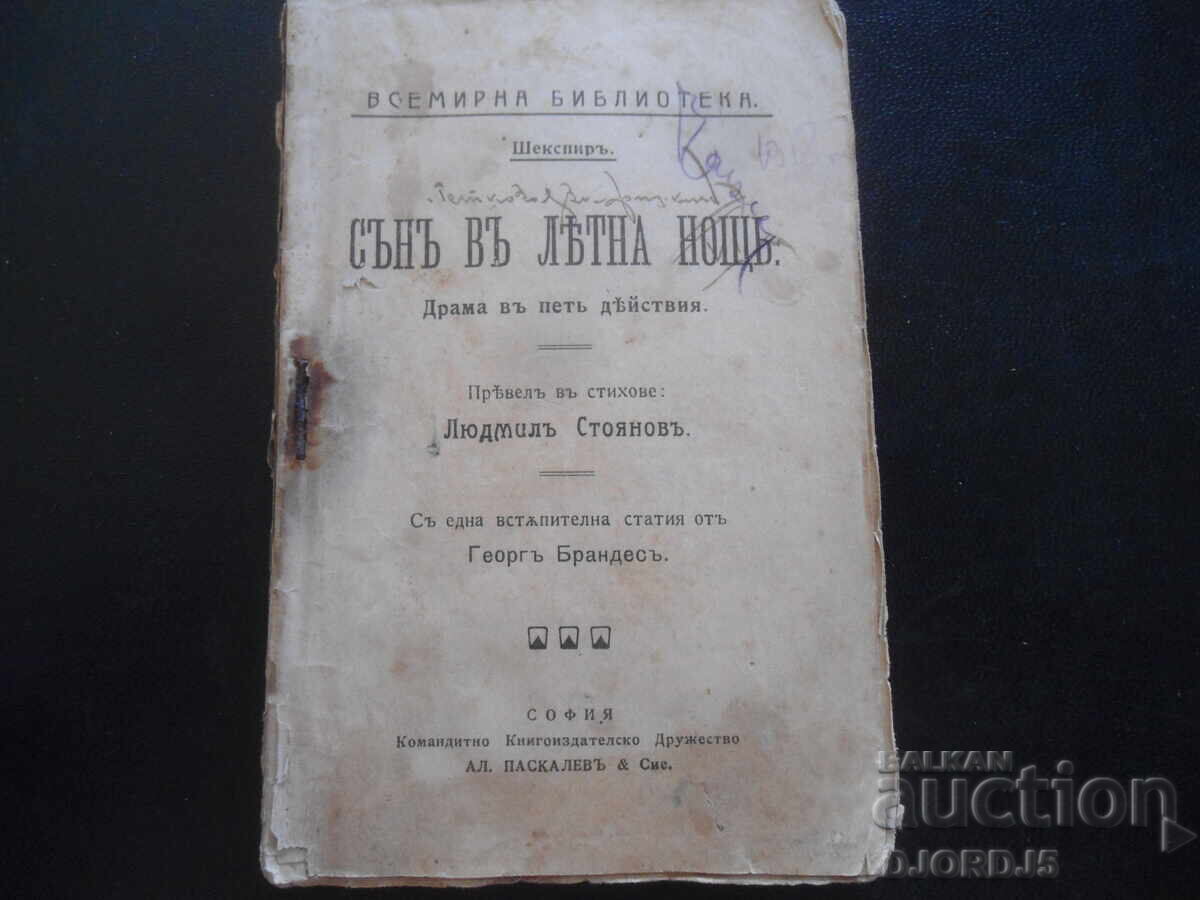 ВСЕМИРНА БИБЛИОТЕКА.
Шекспиръ.
СЪНЪ ВЪ ЛѢТНА НОЩЬ.
Драма въ петь дѣйствия.
Прѣвелъ въ стихове:
Людмилъ Стояновъ.
Съ една встѫпителна статия отъ
Георгъ Брандесъ.
СОФИЯ
Командитно Книгоиздателско Дружество
АЛ. ПАСКАЛЕВЪ & Сие.
BALKAN
auction
DJORDJ5